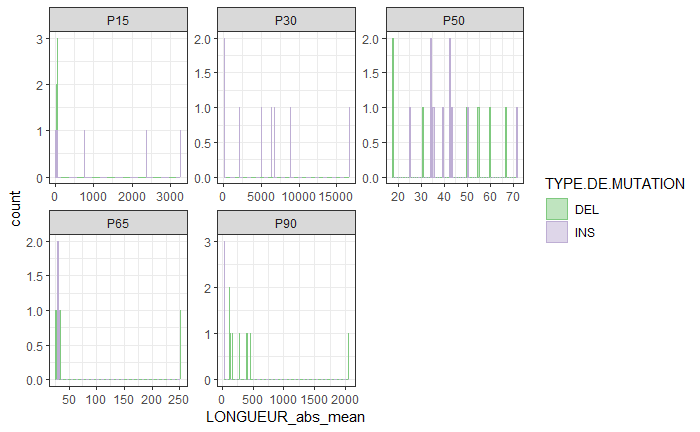 P15 P30 P50
3 2.0 2.0
2 1.5 1.5
1 1.0 1.0
0.5 0.5
0 0.0 0.0
0 1000 2000 3000 0 5000 10000 15000 20 30 40 50 60 70
count
TYPE.DE.MUTATION
DEL
INS
P65 P90
2.0 3
1.5 2
1.0
0.5 1
0.0 0
50 100 150 200 250 0 500 1000 1500 2000
LONGUEUR_abs_mean